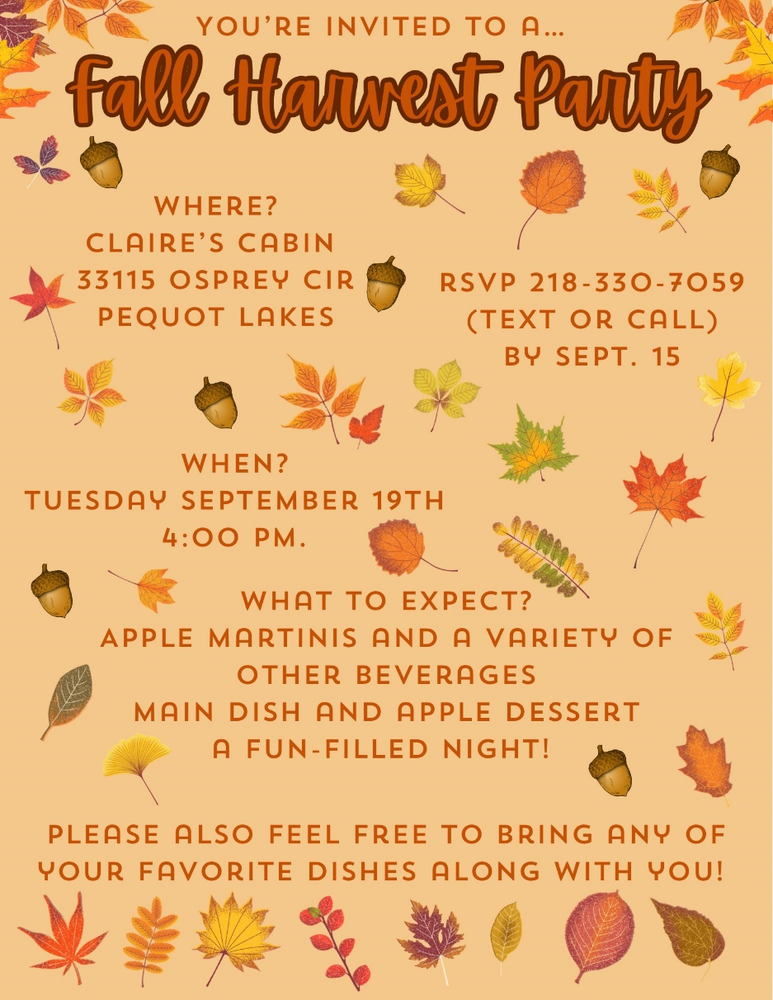 YOU'RE INVITED TO A...
Fall Harvest Party
WHERE?
CLAIRE'S CABIN
33115 OSPREY CIR
PEQUOT LAKES
RSVP 218-330-7059
(TEXT OR CALL)
BY SEPT. 15
WHEN?
TUESDAY SEPTEMBER 19TH
4:00 PM.
WHAT TO EXPECT?
APPLE MARTINIS AND A VARIETY OF
OTHER BEVERAGES
MAIN DISH AND APPLE DESSERT
A FUN-FILLED NIGHT!
PLEASE ALSO FEEL FREE TO BRING ANY OF
YOUR FAVORITE DISHES ALONG WITH YOU!